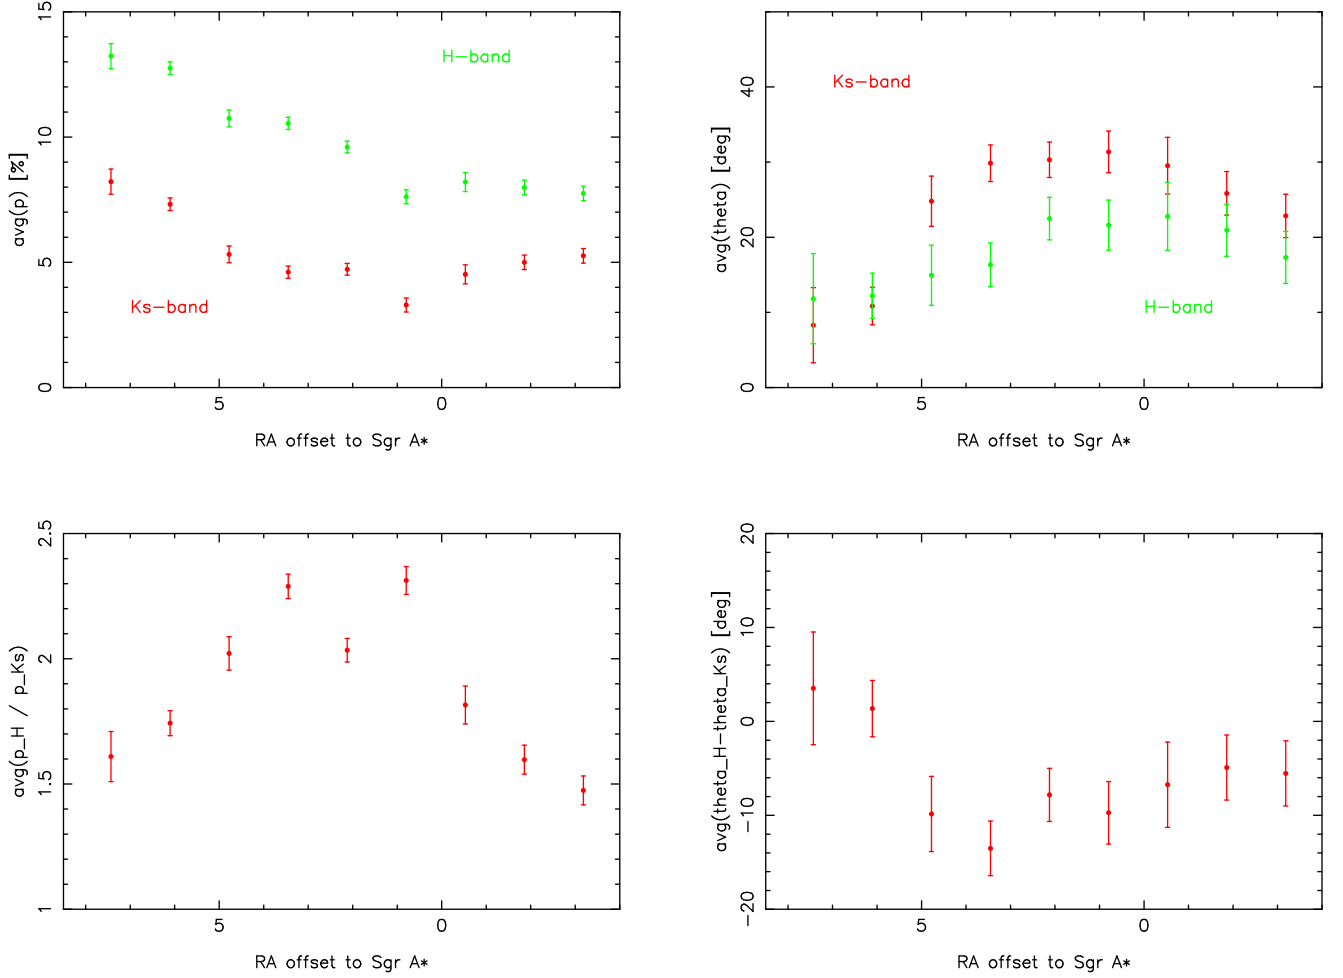 15
10
5
0
avg(p) [%]
H-band
Ks-band
5 0
RA offset to Sgr A*
40
20
0
avg(theta) [deg]
Ks-band
H-band
5 0
RA offset to Sgr A*
2.5
2
1.5
1
avg(p_H / p_Ks)
5 0
RA offset to Sgr A*
20
10
0
-10
-20
avg(theta_H-theta_Ks) [deg]
5 0
RA offset to Sgr A*